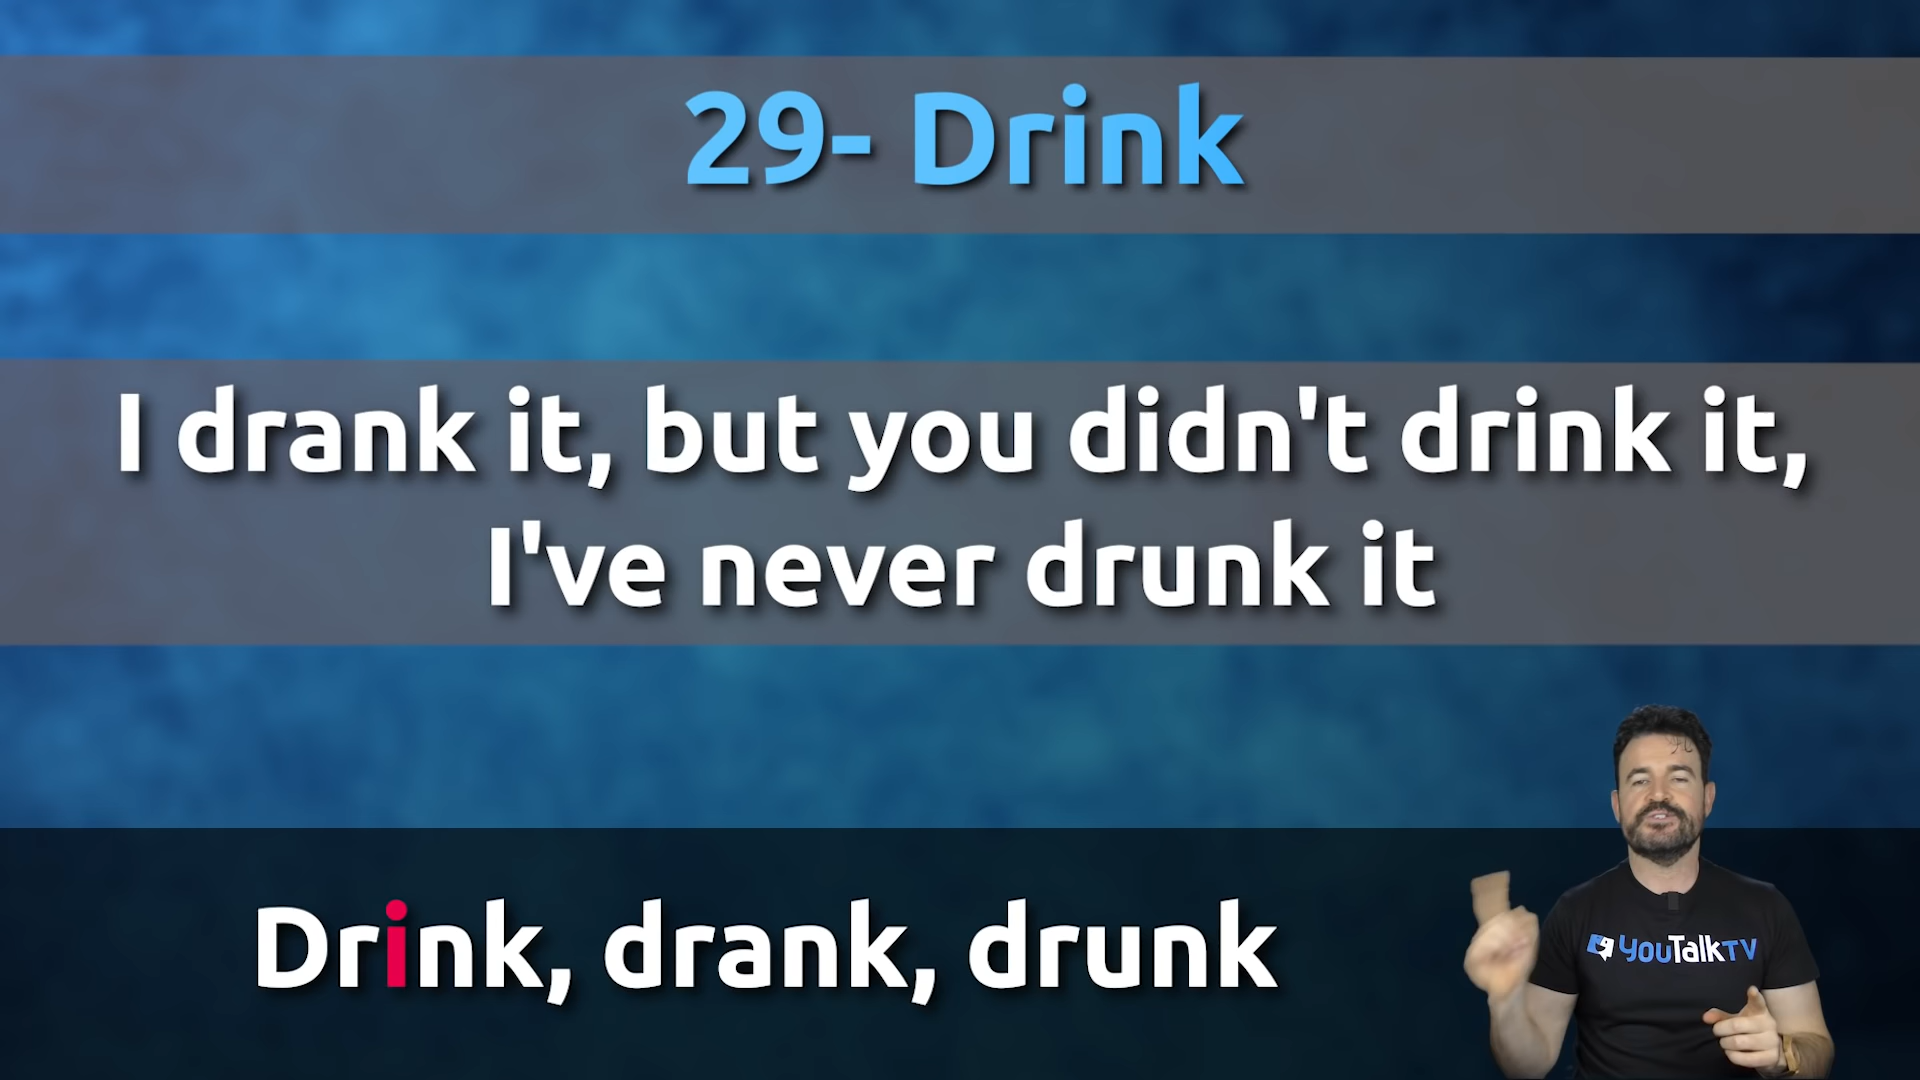 29- Drink
I drank it, but you didn't drink it,
I've never drunk it
Drink, drank, drunk
youTalkTV